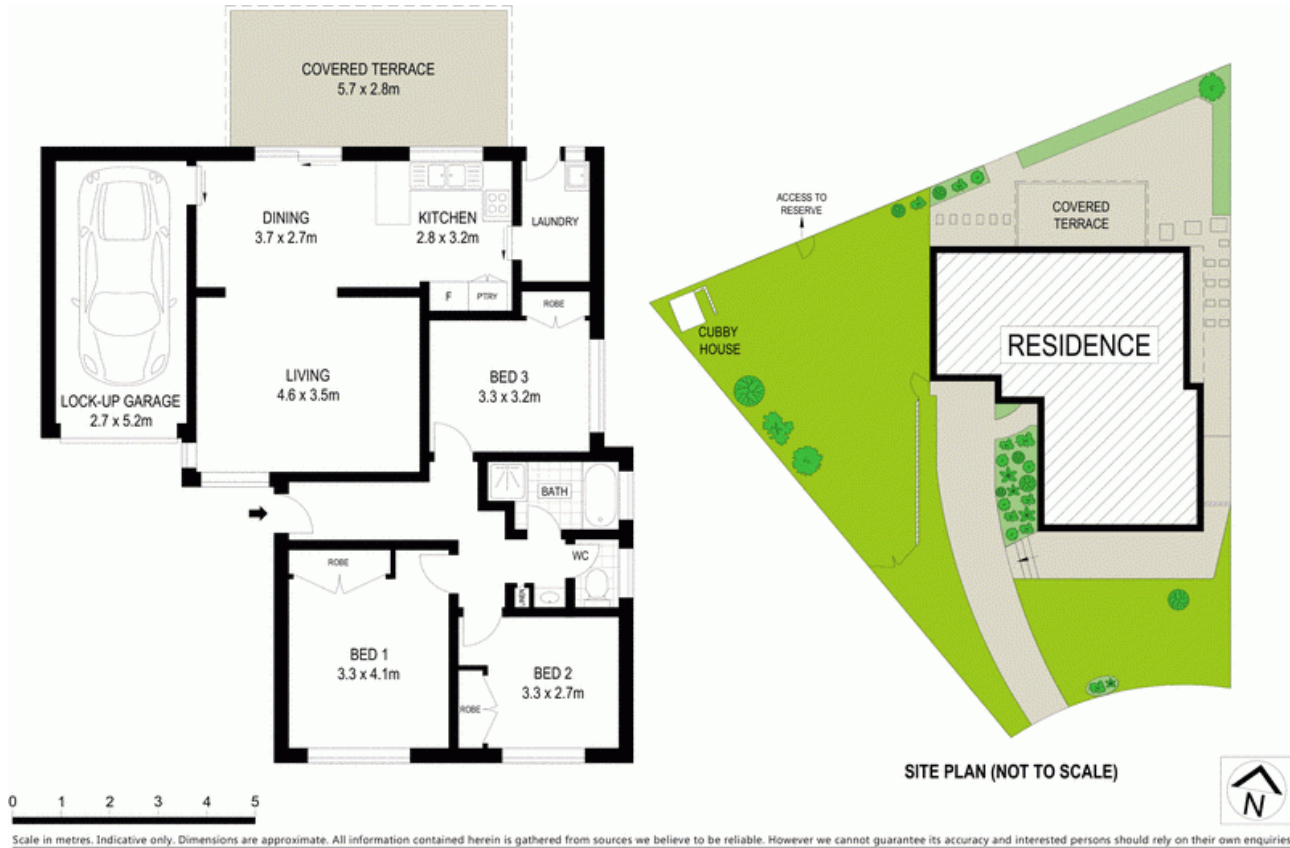 COVERED TERRACE
5.7 x 2.8m
DINING
3.7 x 2.7m
KITCHEN
2.8 x 3.2m
LAUNDRY
F
PTRY
ROBE
LIVING
4.6 x 3.5m
BED 3
3.3 x 3.2m
LOCK-UP GARAGE
2.7 x 5.2m
BATH
WC
LINEN
ROBE
BED 1
3.3 x 4.1m
BED 2
3.3 x 2.7m
ROBE
ACCESS TO
RESERVE
COVERED
TERRACE
CUBBY
HOUSE
RESIDENCE
SITE PLAN (NOT TO SCALE)
N
0 1 2 3 4 5
Scale in metres. Indicative only. Dimensions are approximate. All information contained herein is gathered from sources we believe to be reliable. However we cannot guarantee its accuracy and interested persons should rely on their own enquiries